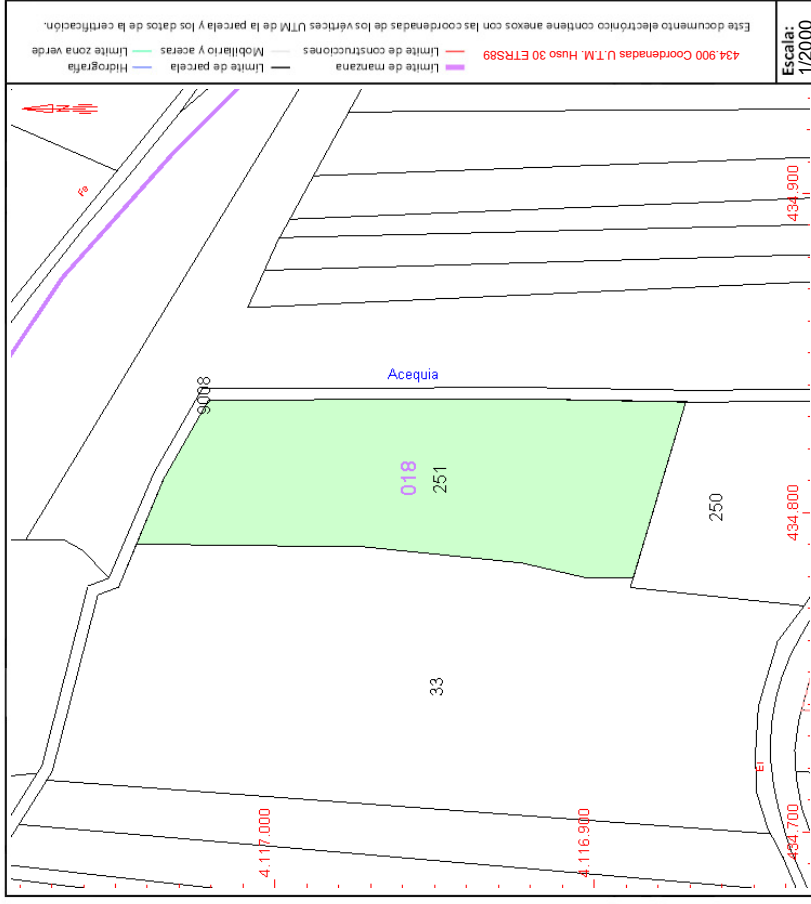 Este documento electrónico contiene anexos con las coordenadas de los vértices UTM de la parcela y los datos de la certificación.
434.900 Coordenadas U.T.M. Huso 30 ETRS89
Límite de manzana
Límite de parcela
Hidrografía
Límite de construcciones
Mobiliario y aceras
Límite zona verde
Escala:
1/2000
Fa
434.900
9008
Acequia
018
251
250
434.800
33
El
4.117.000
4.116.900
434.700